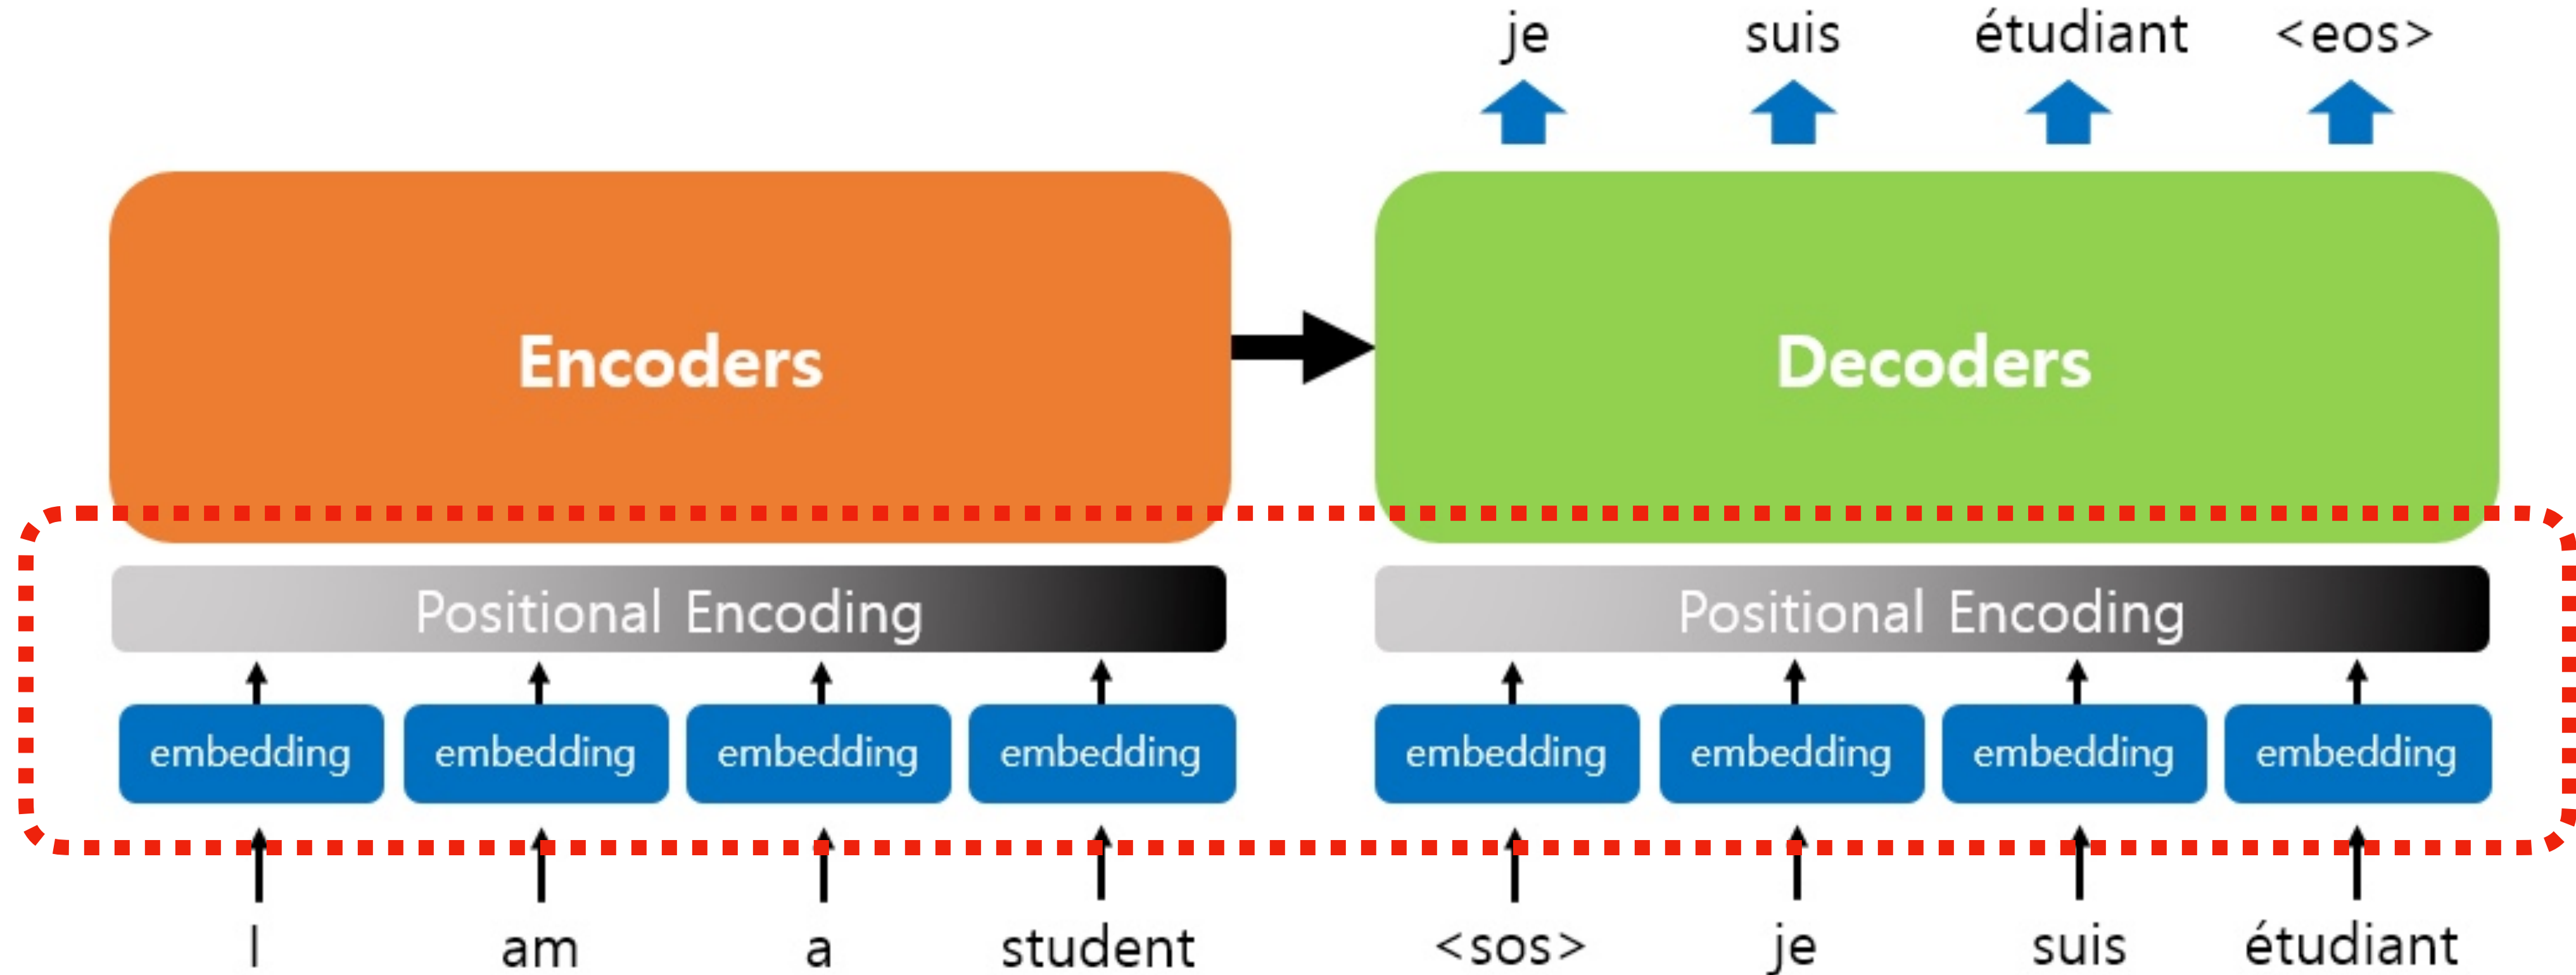 je suis étudiant <eos>
Encoders Decoders
Positional Encoding Positional Encoding
embedding embedding embedding embedding embedding embedding embedding embedding
I am a student <sos> je suis étudiant